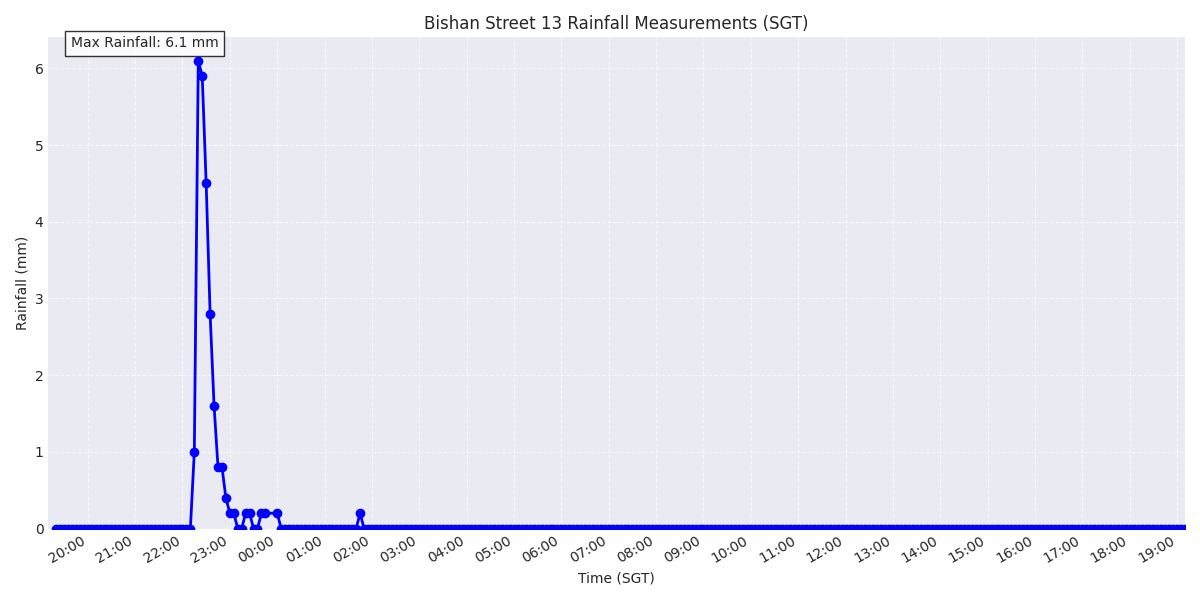 Bishan Street 13 Rainfall Measurements (SGT)
Max Rainfall: 6.1 mm
Rainfall (mm)
6
5
4
3
2
1
0
20:00 21:00 22:00 23:00 00:00 01:00 02:00 03:00 04:00 05:00 06:00 07:00 08:00 09:00 10:00 11:00 12:00 13:00 14:00 15:00 16:00 17:00 18:00 19:00
Time (SGT)